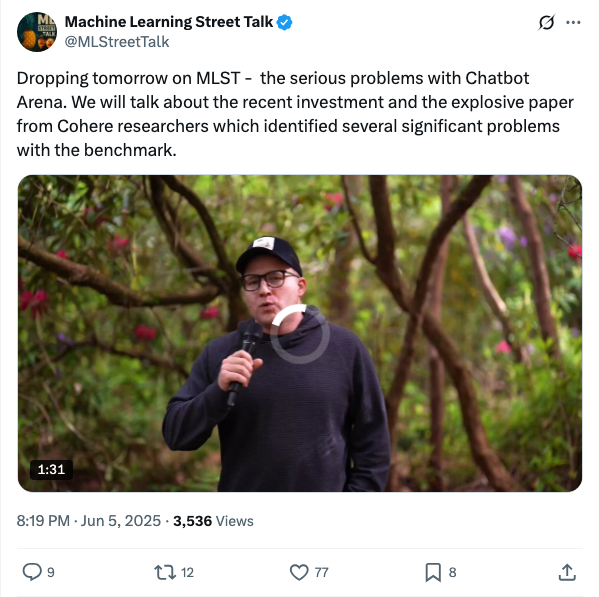 Machine Learning Street Talk
@MLStreetTalk
Dropping tomorrow on MLST - the serious problems with Chatbot
Arena. We will talk about the recent investment and the explosive paper
from Cohere researchers which identified several significant problems
with the benchmark.
1:31
8:19 PM · Jun 5, 2025 · 3,536 Views
9
12
77
8